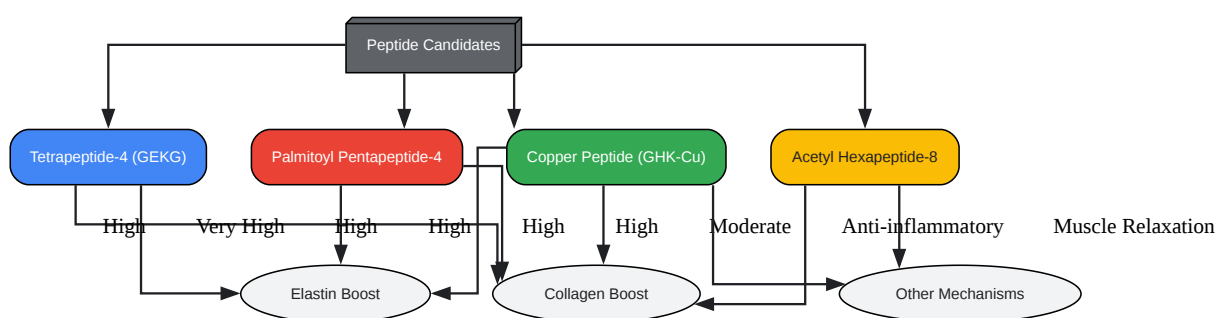 Peptide Candidates
Tetrapeptide-4 (GEKG)
Palmitoyl Pentapeptide-4
Copper Peptide (GHK-Cu)
Acetyl Hexapeptide-8
High
Very High
High
High
High
High
Moderate
Anti-inflammatory
Muscle Relaxation
Elastin Boost
Collagen Boost
Other Mechanisms